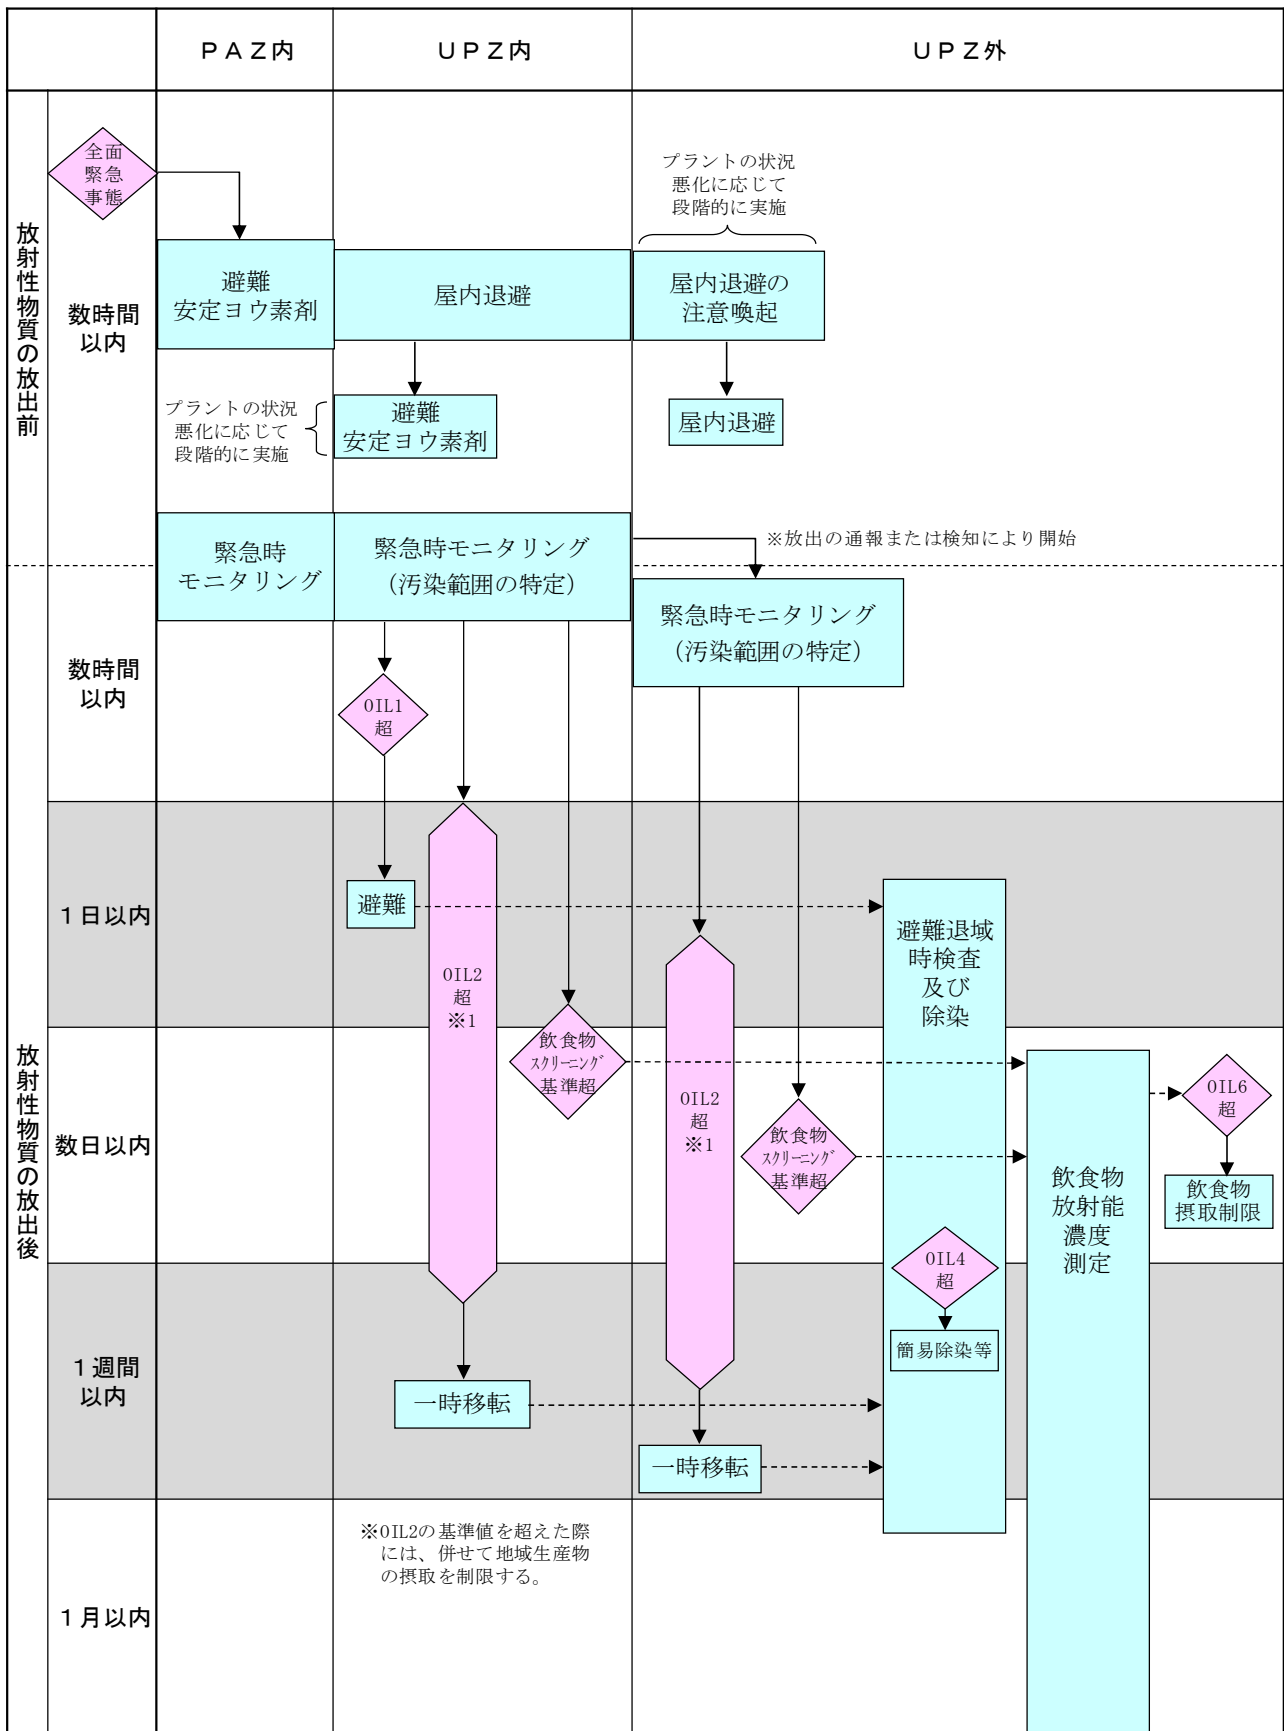 ＰＡＺ内
ＵＰＺ内
ＵＰＺ外
放射性物質の放出前
数時間
以内
全面
緊急
事態
避難
安定ヨウ素剤
屋内退避
プラントの状況
悪化に応じて
段階的に実施
屋内退避の
注意喚起
プラントの状況
悪化に応じて
段階的に実施
避難
安定ヨウ素剤
屋内退避
緊急時
モニタリング
緊急時モニタリング
（汚染範囲の特定）
※放出の通報または検知により開始
緊急時モニタリング
（汚染範囲の特定）
放射性物質の放出後
数時間
以内
OIL1
超
１日以内
避難
OIL2
超
※1
避難退域
時検査
及び
除染
数日以内
飲食物
ｽｸﾘｰﾆﾝｸﾞ
基準超
OIL2
超
※1
飲食物
ｽｸﾘｰﾆﾝｸﾞ
基準超
OIL6
超
飲食物
摂取制限
飲食物
放射能
濃度
測定
OIL4
超
簡易除染等
１週間
以内
一時移転
一時移転
１月以内
※OIL2の基準値を超えた際
には、併せて地域生産物
の摂取を制限する。